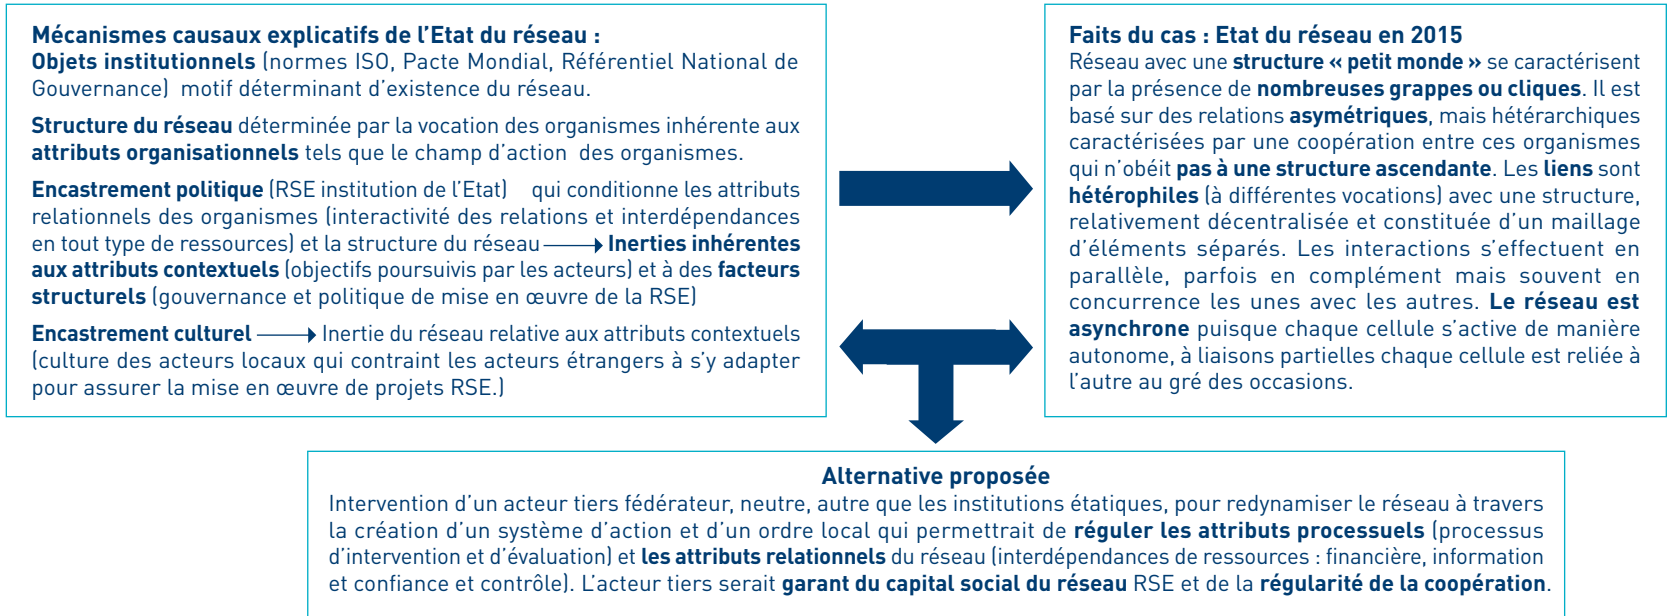 Mécanismes causaux explicatifs de l’Etat du réseau :
Objets institutionnels (normes ISO, Pacte Mondial, Référentiel National de
Gouvernance) motif déterminant d’existence du réseau.
Structure du réseau déterminée par la vocation des organismes inhérente aux
attributs organisationnels tels que le champ d’action des organismes.
Encastrement politique (RSE institution de l’Etat) qui conditionne les attributs
relationnels des organismes (interactivité des relations et interdépendances
en tout type de ressources) et la structure du réseau → Inerties inhérentes
aux attributs contextuels (objectifs poursuivis par les acteurs) et à des facteurs
structurels (gouvernance et politique de mise en œuvre de la RSE)
Encastrement culturel → Inertie du réseau relative aux attributs contextuels
(culture des acteurs locaux qui contraint les acteurs étrangers à s’y adapter
pour assurer la mise en œuvre de projets RSE.)
Faits du cas : Etat du réseau en 2015
Réseau avec une structure « petit monde » se caractérisent
par la présence de nombreuses grappes ou cliques. Il est
basé sur des relations asymétriques, mais hétérarchiques
caractérisées par une coopération entre ces organismes
qui n’obéit pas à une structure ascendante. Les liens sont
hétérophiles (à différentes vocations) avec une structure,
relativement décentralisée et constituée d’un maillage
d’éléments séparés. Les interactions s’effectuent en
parallèle, parfois en complément mais souvent en
concurrence les unes avec les autres. Le réseau est
asynchrone puisque chaque cellule s’active de manière
autonome, à liaisons partielles chaque cellule est reliée à
l’autre au gré des occasions.
Alternative proposée
Intervention d’un acteur tiers fédérateur, neutre, autre que les institutions étatiques, pour redynamiser le réseau à travers
la création d’un système d’action et d’un ordre local qui permettrait de réguler les attributs processuels (processus
d’intervention et d’évaluation) et les attributs relationnels du réseau (interdépendances de ressources : financière, information
et confiance et contrôle). L’acteur tiers serait garant du capital social du réseau RSE et de la régularité de la coopération.